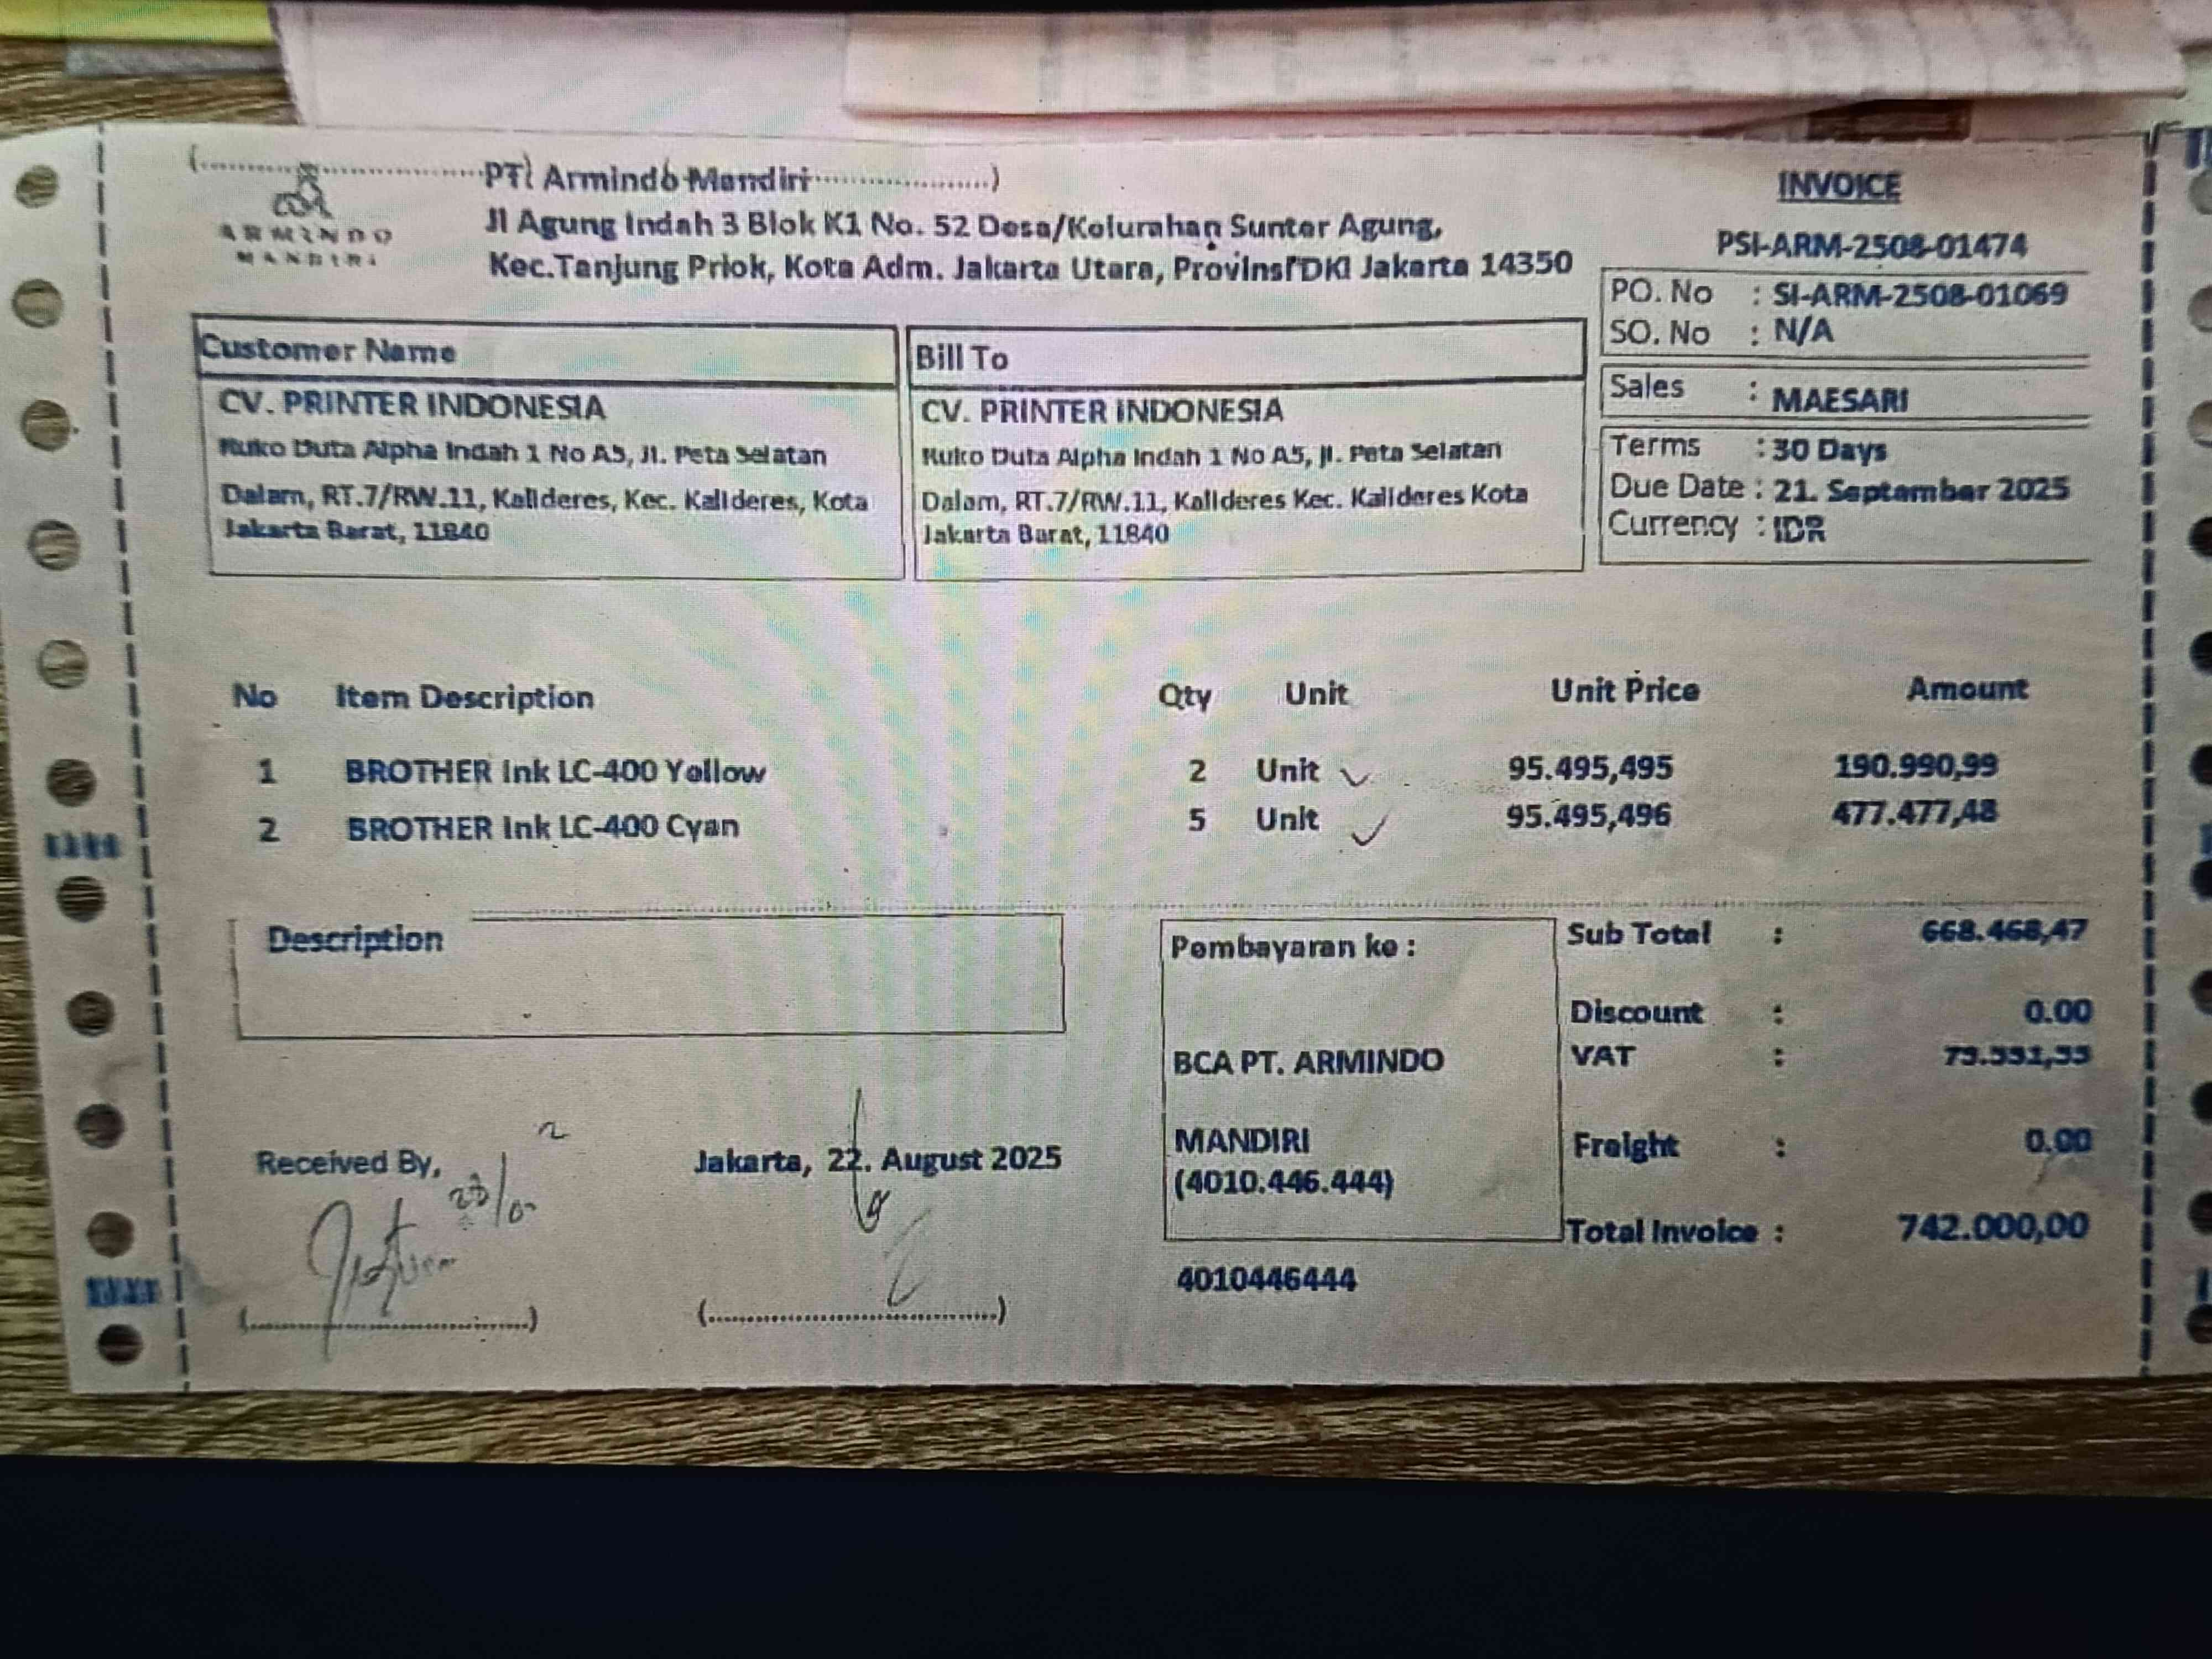 PT. Armindo Mandiri
ARMINDO
MANDIRI
Jl Agung Indah 3 Blok K1 No. 52 Desa/Kelurahan Sunter Agung,
Kec.Tanjung Priok, Kota Adm. Jakarta Utara, Provinsi DKI Jakarta 14350
INVOICE
PSI-ARM-2508-01474
PO. No : SI-ARM-2508-01069
SO. No : N/A
Sales : MAESARI
Terms : 30 Days
Due Date : 21. September 2025
Currency : IDR
Customer Name
CV. PRINTER INDONESIA
Ruko Duta Alpha Indah 1 No A5, Jl. Peta Selatan
Dalam, RT.7/RW.11, Kalideres, Kec. Kalideres, Kota
Jakarta Barat, 11840
Bill To
CV. PRINTER INDONESIA
Ruko Duta Alpha Indah 1 No A5, Jl. Peta Selatan
Dalam, RT.7/RW.11, Kalideres Kec. Kalideres Kota
Jakarta Barat, 11840
No Item Description Qty Unit Unit Price Amount
1 BROTHER Ink LC-400 Yellow 2 Unit 95.495,495 190.990,99
2 BROTHER Ink LC-400 Cyan 5 Unit 95.495,496 477.477,48
Description
Pembayaran ke :
BCA PT. ARMINDO
MANDIRI
(4010.446.444)
4010446444
Sub Total : 668.468,47
Discount : 0.00
VAT :
Freight : 0.00
Total Invoice : 742.000,00
Received By,
Jakarta, 22. August 2025
(....................) (....................)